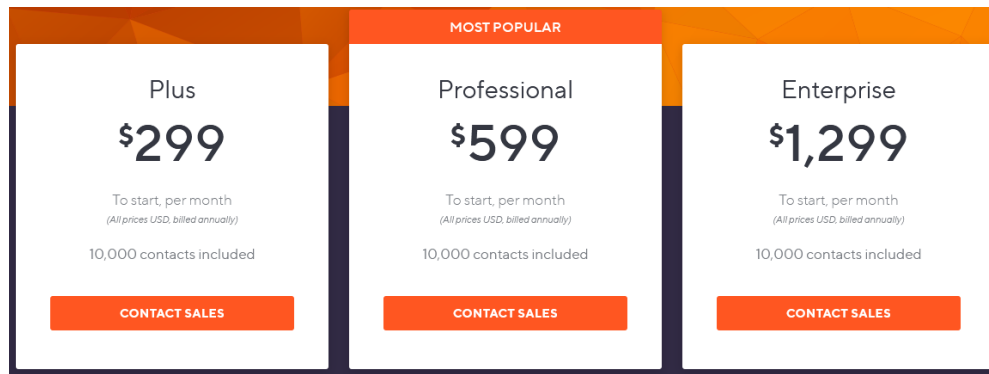 MOST POPULAR
Plus
$299
To start, per month
(All prices USD, billed annually)
10,000 contacts included
CONTACT SALES
Professional
$599
To start, per month
(All prices USD, billed annually)
10,000 contacts included
CONTACT SALES
Enterprise
$1,299
To start, per month
(All prices USD, billed annually)
10,000 contacts included
CONTACT SALES